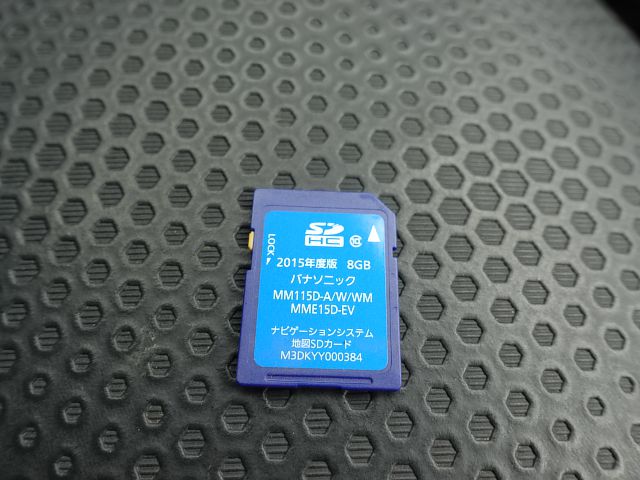 SD
HC
10
LOCK
2015年度版 8GB
パナソニック
MM115D-A/W/WM
MME15D-EV
ナビゲーションシステム
地図SDカード
M3DKYY000384